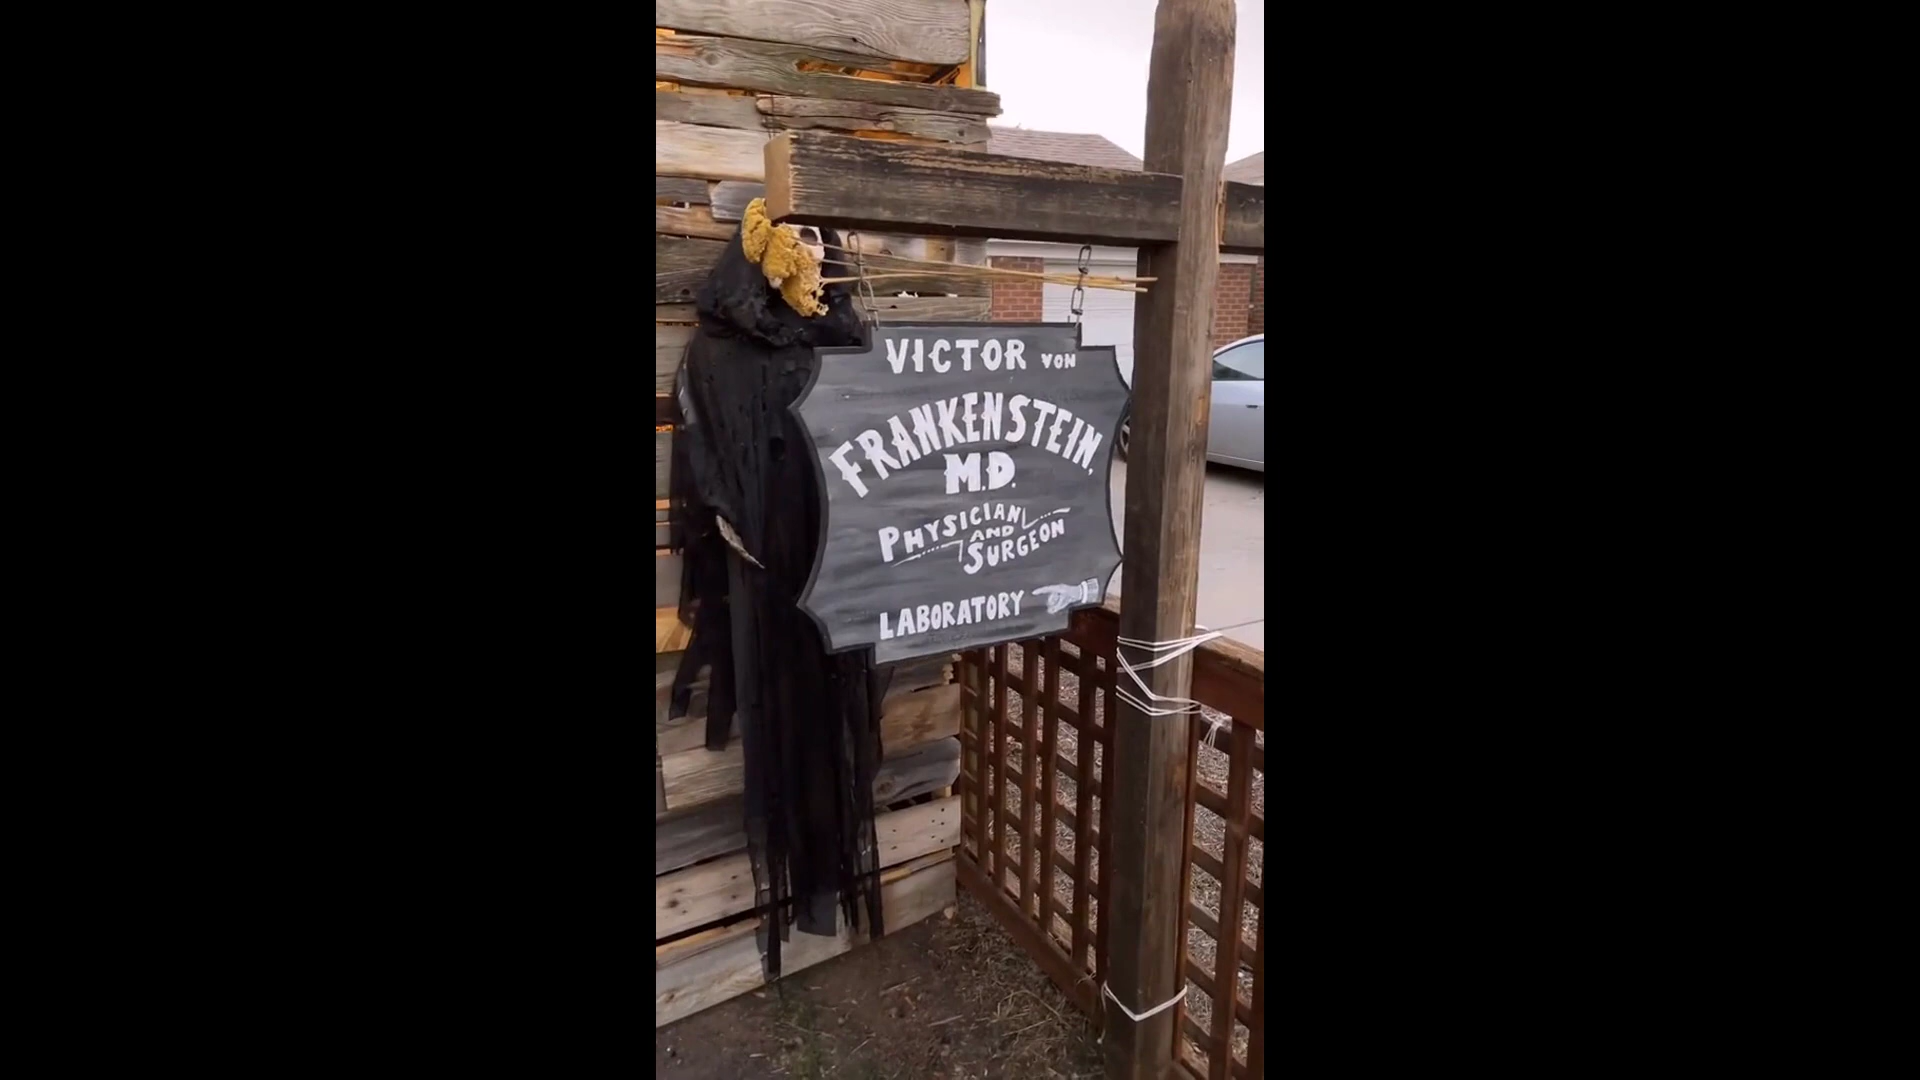 VICTOR VON
FRANKENSTEIN,
M.D.
PHYSICIAN
AND
SURGEON
LABORATORY